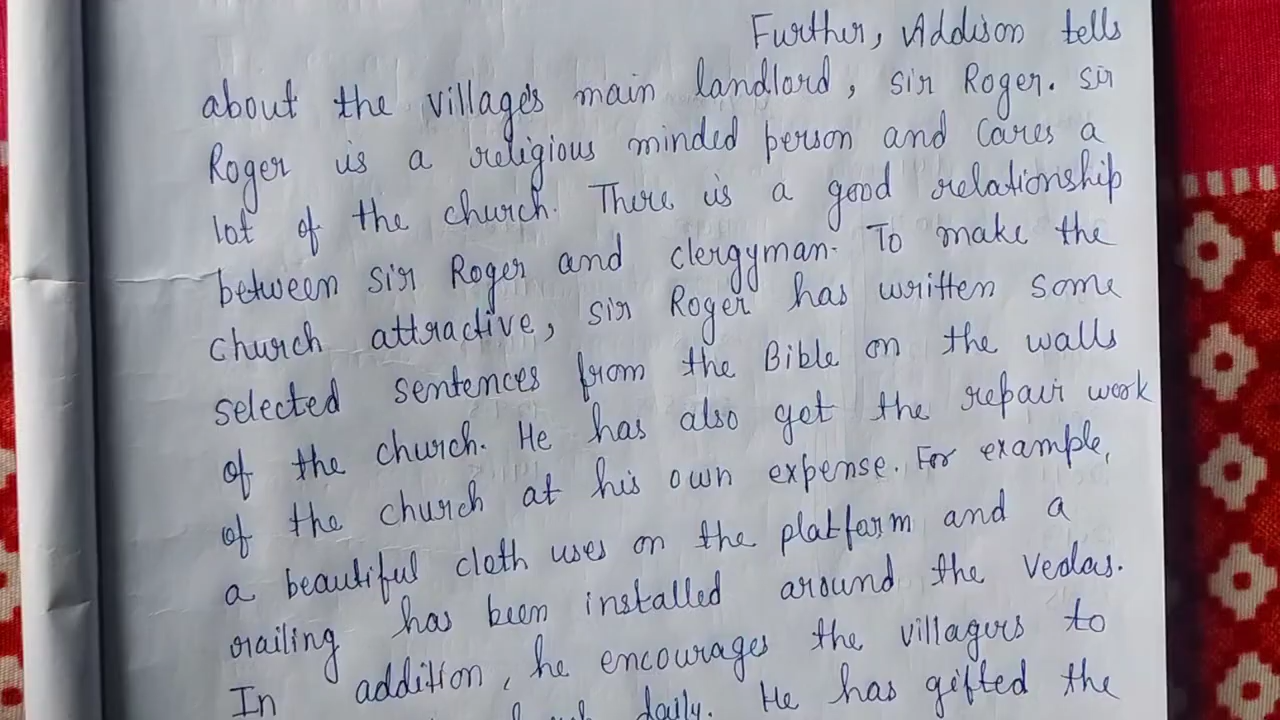 Further, Addison tells
about the village's main landlord, sir Roger. sir
Roger is a religious minded person and cares a
lot of the church. There is a good relationship
between sir Roger and clergyman. To make the
church attractive, sir Roger has written some
selected sentences from the Bible on the walls
of the church. He has also get the repair work
of the church at his own expense. For example,
a beautiful cloth uses on the platform and a
railing has been installed around the Vedas.
In addition, he encourages the villagers to
daily. He has gifted the